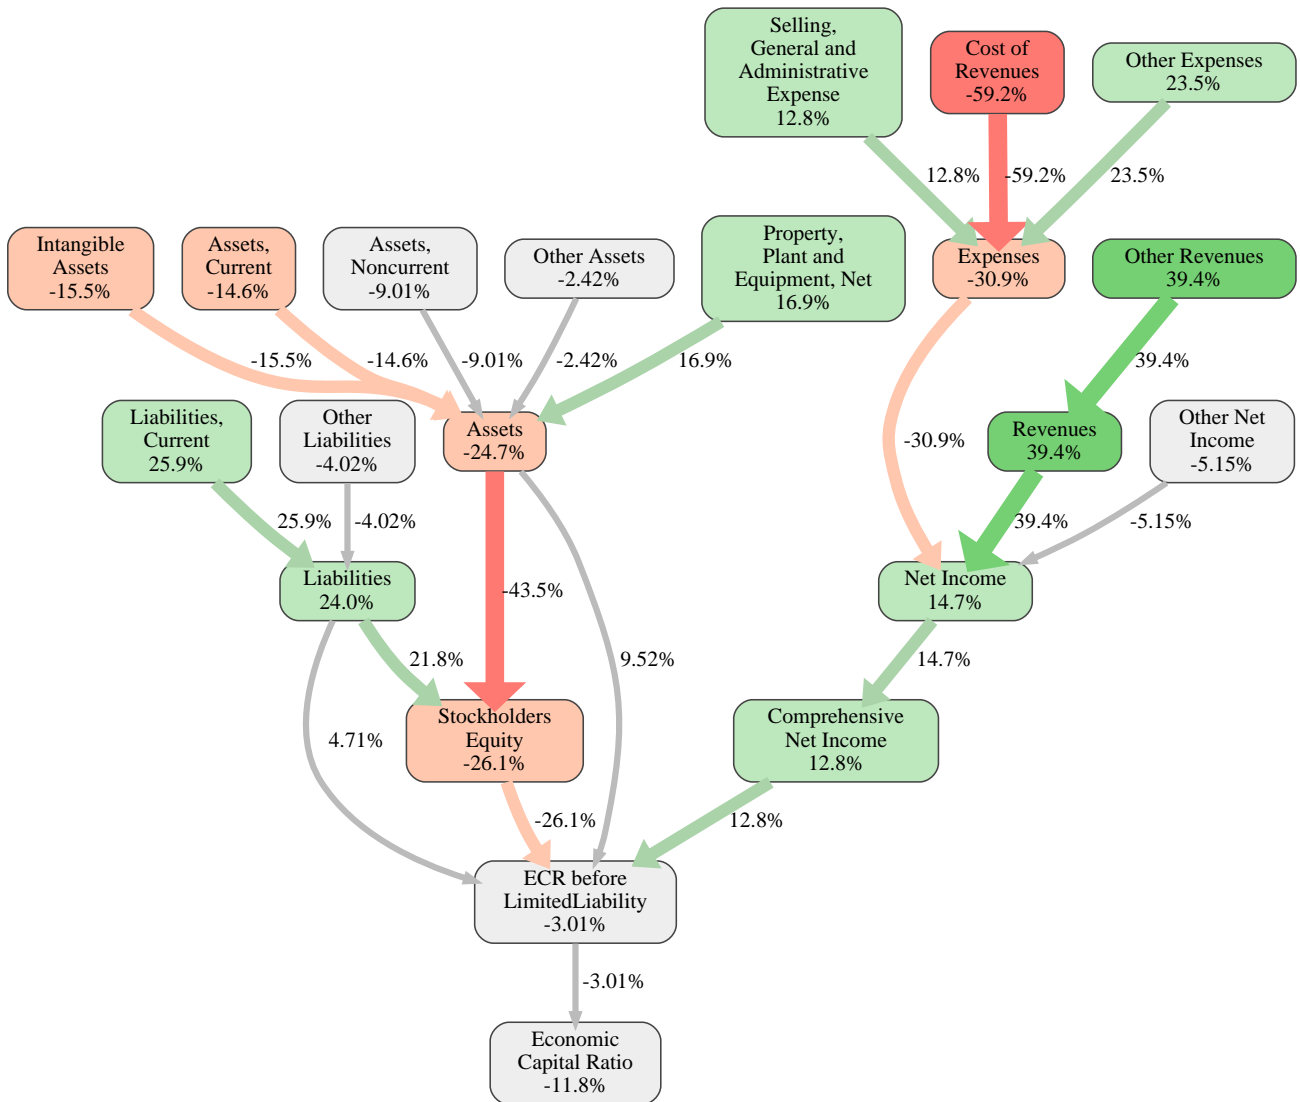 Selling,
General and
Administrative
Expense
12.8%
Cost of
Revenues
-59.2%
Other Expenses
23.5%
12.8%
-59.2%
23.5%
Intangible
Assets
-15.5%
Assets,
Current
-14.6%
Assets,
Noncurrent
-9.01%
Other Assets
-2.42%
Property,
Plant and
Equipment, Net
16.9%
Expenses
-30.9%
Other Revenues
39.4%
-15.5%
-14.6%
-9.01%
-2.42%
16.9%
39.4%
Liabilities,
Current
25.9%
Other
Liabilities
-4.02%
Assets
-24.7%
-30.9%
Revenues
39.4%
Other Net
Income
-5.15%
25.9%
-4.02%
39.4%
-5.15%
Liabilities
24.0%
-43.5%
Net Income
14.7%
21.8%
9.52%
14.7%
4.71%
Stockholders
Equity
-26.1%
Comprehensive
Net Income
12.8%
-26.1%
12.8%
ECR before
LimitedLiability
-3.01%
-3.01%
Economic
Capital Ratio
-11.8%